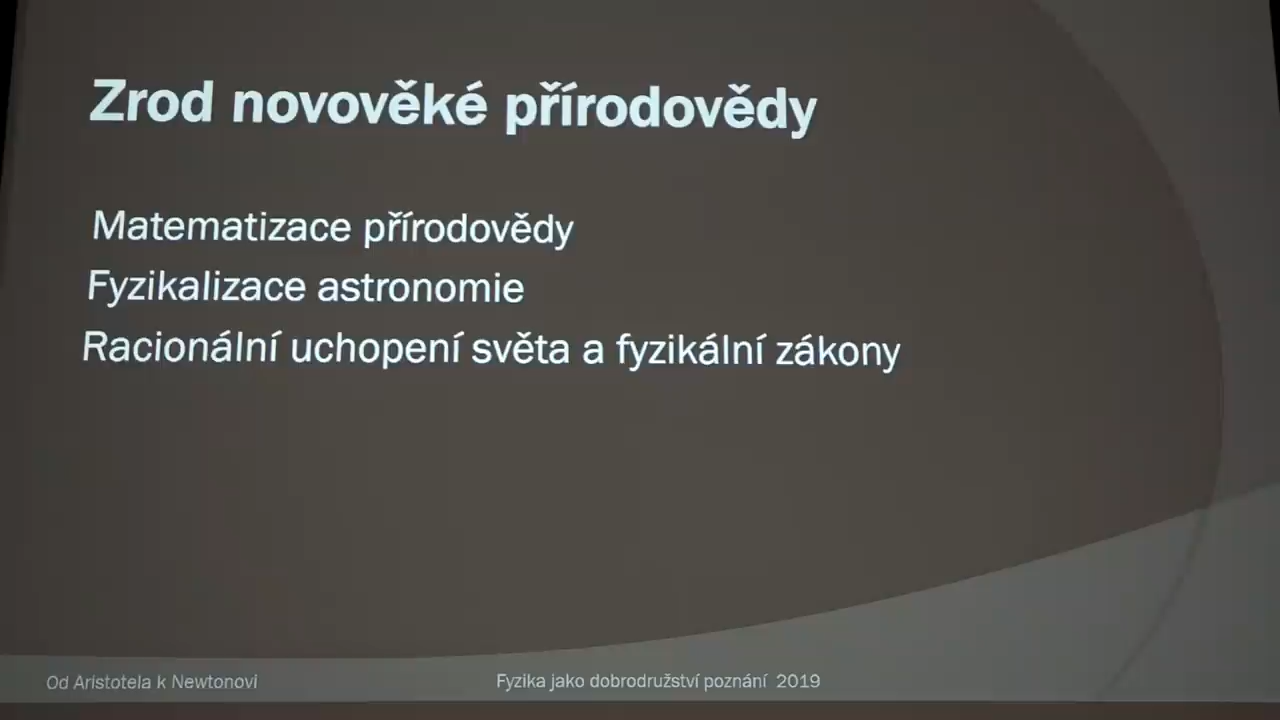 Zrod novověké přírodovědy
Matematizace přírodovědy
Fyzikalizace astronomie
Racionální uchopení světa a fyzikální zákony
Od Aristotela k Newtonovi
Fyzika jako dobrodružství poznání 2019